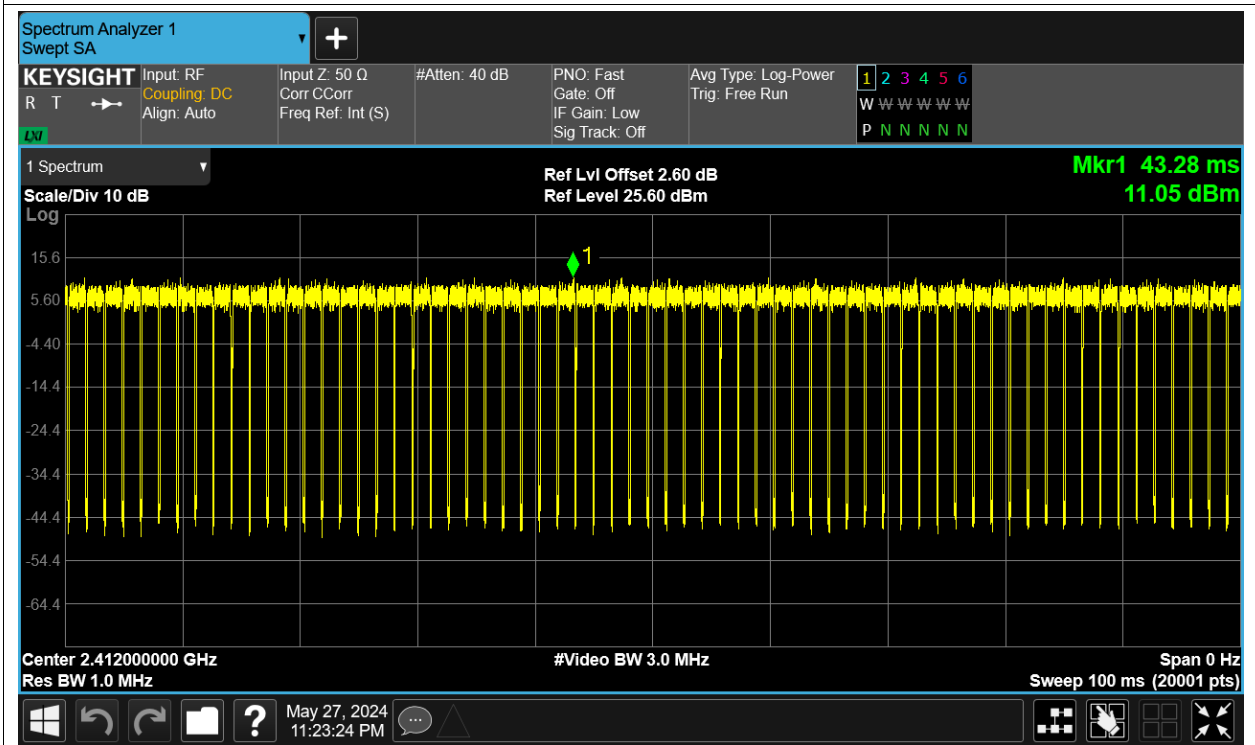 Spectrum Analyzer 1
Swept SA
KEYSIGHT
R T
LXI
Input: RF
Coupling: DC
Align: Auto
Input Z: 50 Ω
Corr CCorr
Freq Ref: Int (S)
#Atten: 40 dB
PNO: Fast
Gate: Off
IF Gain: Low
Sig Track: Off
Avg Type: Log-Power
Trig: Free Run
1 2 3 4 5 6
W W W W W W
P N N N N N
1 Spectrum
Scale/Div 10 dB
Ref Lvl Offset 2.60 dB
Ref Level 25.60 dBm
Mkr1 43.28 ms
11.05 dBm
Log
1
15.6
5.60
-4.40
-14.4
-24.4
-34.4
-44.4
-54.4
-64.4
Center 2.412000000 GHz
#Video BW 3.0 MHz
Span 0 Hz
Res BW 1.0 MHz
Sweep 100 ms (20001 pts)
?
May 27, 2024
11:23:24 PM